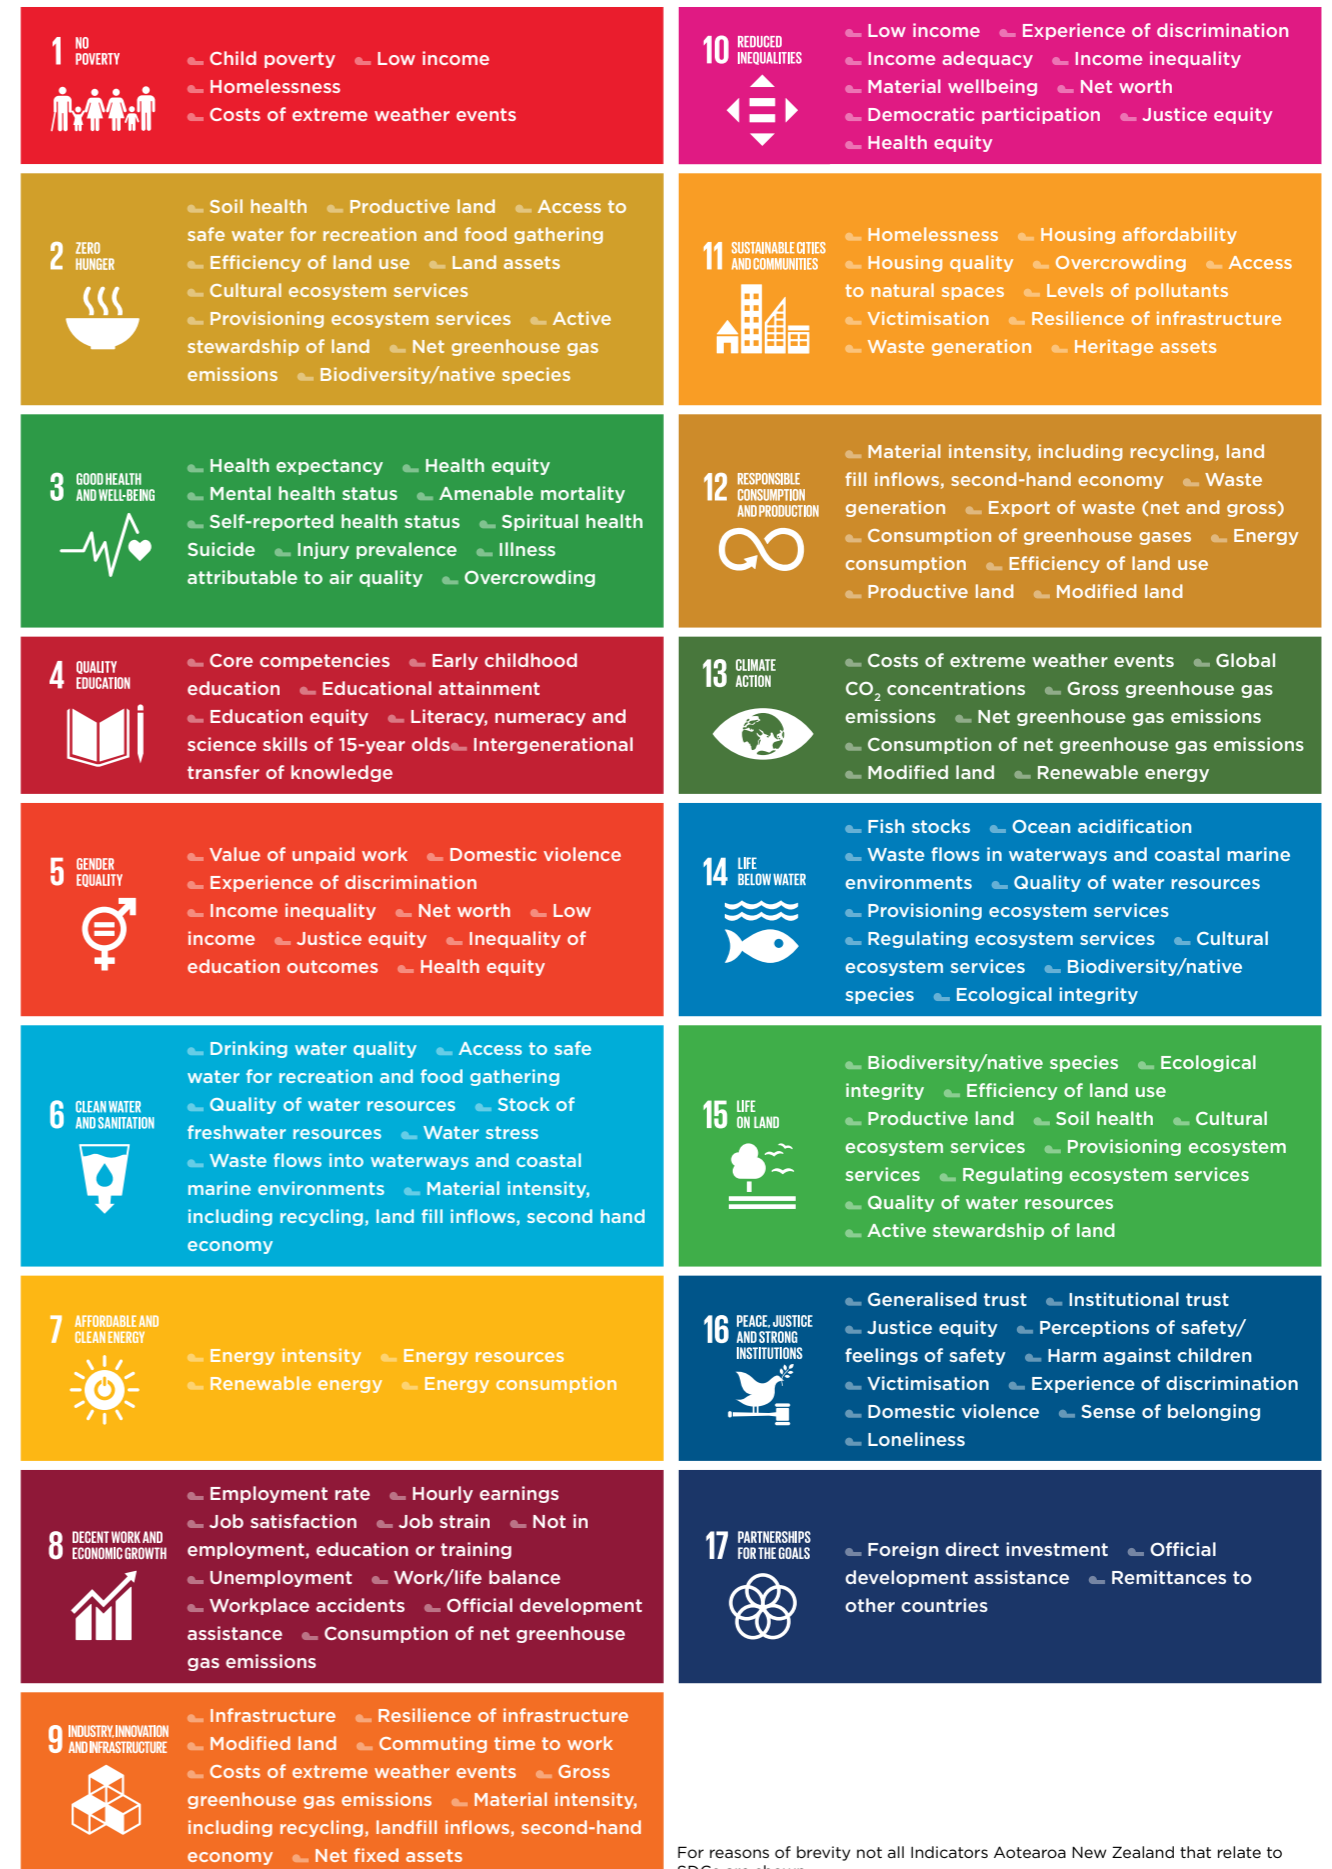 1 NO
POVERTY
Child poverty Low income
Homelessness
Costs of extreme weather events
2 ZERO
HUNGER
Soil health Productive land Access to
safe water for recreation and food gathering
Efficiency of land use Land assets
Cultural ecosystem services
Provisioning ecosystem services Active
stewardship of land Net greenhouse gas
emissions Biodiversity/native species
3 GOOD HEALTH
AND WELL-BEING
Health expectancy Health equity
Mental health status Amenable mortality
Self-reported health status Spiritual health
Suicide Injury prevalence Illness
attributable to air quality Overcrowding
4 QUALITY
EDUCATION
Core competencies Early childhood
education Educational attainment
Education equity Literacy, numeracy and
science skills of 15-year olds Intergenerational
transfer of knowledge
5 GENDER
EQUALITY
Value of unpaid work Domestic violence
Experience of discrimination
Income inequality Net worth Low
income Justice equity Inequality of
education outcomes Health equity
6 CLEAN WATER
AND SANITATION
Drinking water quality Access to safe
water for recreation and food gathering
Quality of water resources Stock of
freshwater resources Water stress
Waste flows into waterways and coastal
marine environments Material intensity,
including recycling, land fill inflows, second hand
economy
7 AFFORDABLE AND
CLEAN ENERGY
Energy intensity Energy resources
Renewable energy Energy consumption
8 DECENT WORK AND
ECONOMIC GROWTH
Employment rate Hourly earnings
Job satisfaction Job strain Not in
employment, education or training
Unemployment Work/life balance
Workplace accidents Official development
assistance Consumption of net greenhouse
gas emissions
9 INDUSTRY, INNOVATION
AND INFRASTRUCTURE
Infrastructure Resilience of infrastructure
Modified land Commuting time to work
Costs of extreme weather events Gross
greenhouse gas emissions Material intensity,
including recycling, landfill inflows, second-hand
economy Net fixed assets
10 REDUCED
INEQUALITIES
Low income Experience of discrimination
Income adequacy Income inequality
Material wellbeing Net worth
Democratic participation Justice equity
Health equity
11 SUSTAINABLE CITIES
AND COMMUNITIES
Homelessness Housing affordability
Housing quality Overcrowding Access
to natural spaces Levels of pollutants
Victimisation Resilience of infrastructure
Waste generation Heritage assets
12 RESPONSIBLE
CONSUMPTION
AND PRODUCTION
Material intensity, including recycling, land
fill inflows, second-hand economy Waste
generation Export of waste (net and gross)
Consumption of greenhouse gases Energy
consumption Efficiency of land use
Productive land Modified land
13 CLIMATE
ACTION
Costs of extreme weather events Global
CO2 concentrations Gross greenhouse gas
emissions Net greenhouse gas emissions
Consumption of net greenhouse gas emissions
Modified land Renewable energy
14 LIFE
BELOW WATER
Fish stocks Ocean acidification
Waste flows in waterways and coastal marine
environments Quality of water resources
Provisioning ecosystem services
Regulating ecosystem services Cultural
ecosystem services Biodiversity/native
species Ecological integrity
15 LIFE
ON LAND
Biodiversity/native species Ecological
integrity Efficiency of land use
Productive land Soil health Cultural
ecosystem services Provisioning ecosystem
services Regulating ecosystem services
Quality of water resources
Active stewardship of land
16 PEACE, JUSTICE
AND STRONG
INSTITUTIONS
Generalised trust Institutional trust
Justice equity Perceptions of safety/
feelings of safety Harm against children
Victimisation Experience of discrimination
Domestic violence Sense of belonging
Loneliness
17 PARTNERSHIPS
FOR THE GOALS
Foreign direct investment Official
development assistance Remittances to
other countries
For reasons of brevity not all Indicators Aotearoa New Zealand that relate to